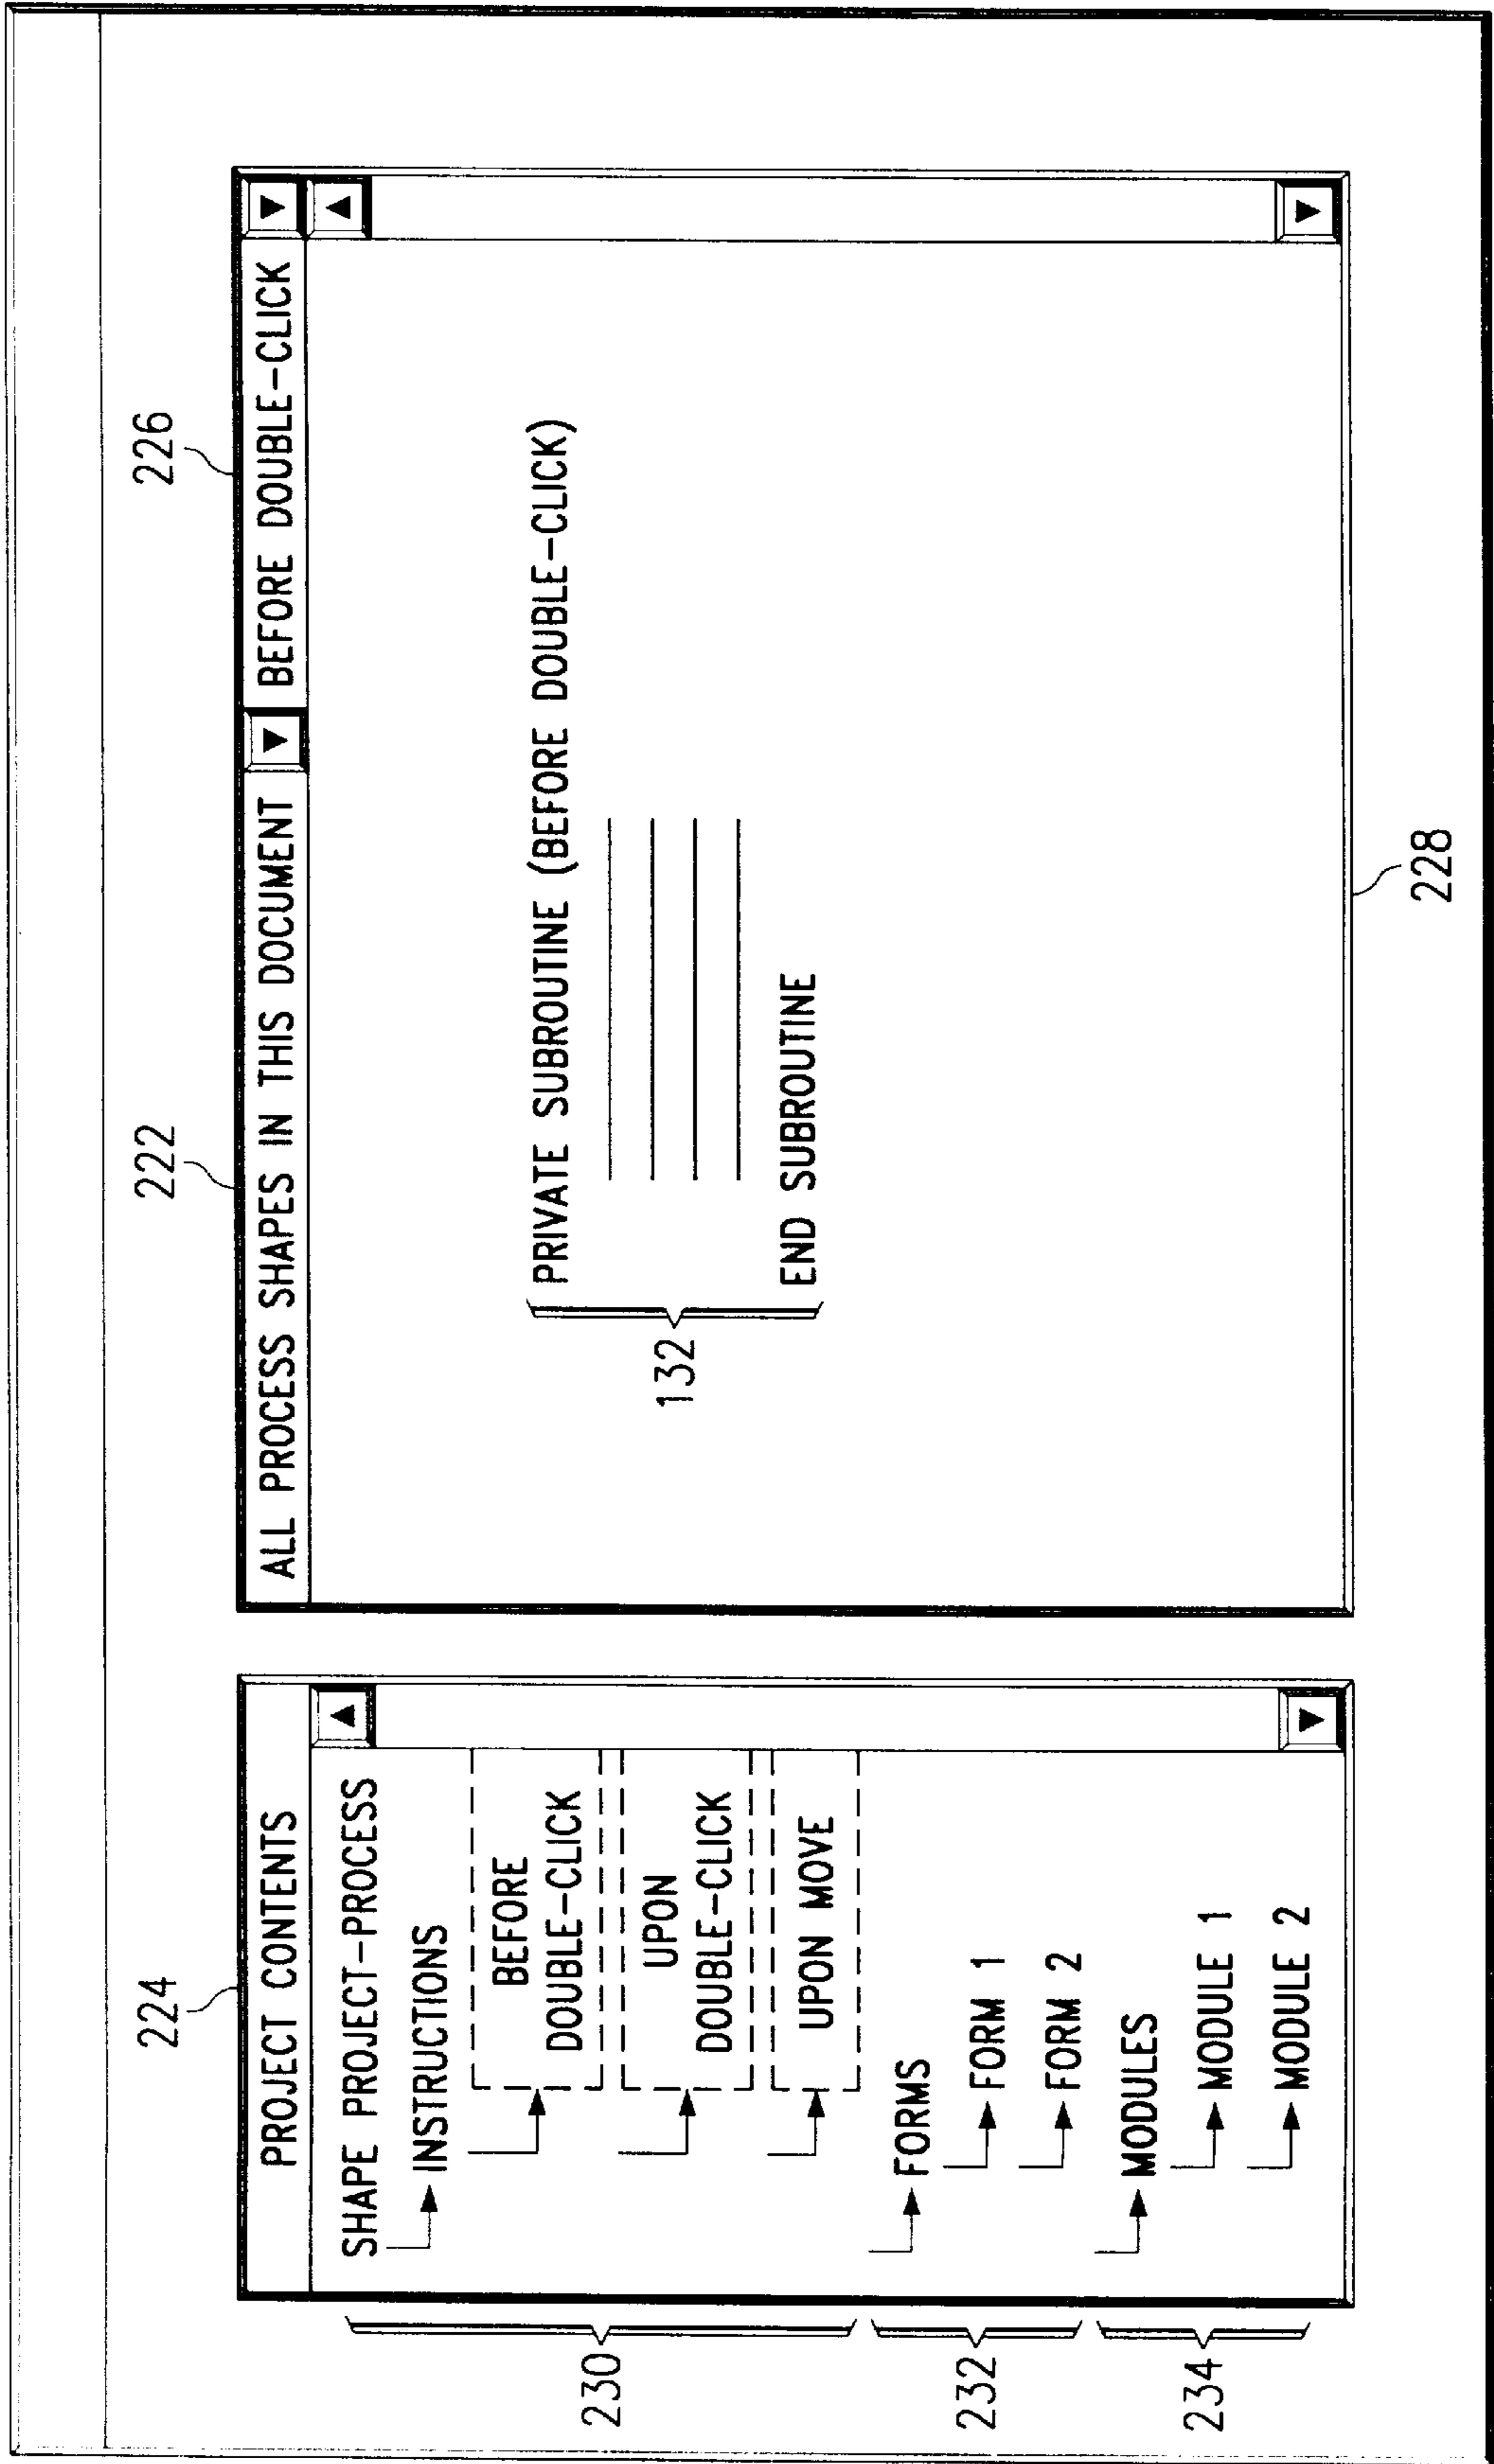 224
PROJECT CONTENTS
SHAPE PROJECT-PROCESS
INSTRUCTIONS
BEFORE
DOUBLE-CLICK
UPON
DOUBLE-CLICK
UPON MOVE
FORMS
FORM 1
FORM 2
MODULES
MODULE 1
MODULE 2
230
232
234
222
226
ALL PROCESS SHAPES IN THIS DOCUMENT
BEFORE DOUBLE-CLICK
PRIVATE SUBROUTINE (BEFORE DOUBLE-CLICK)
132
END SUBROUTINE
228